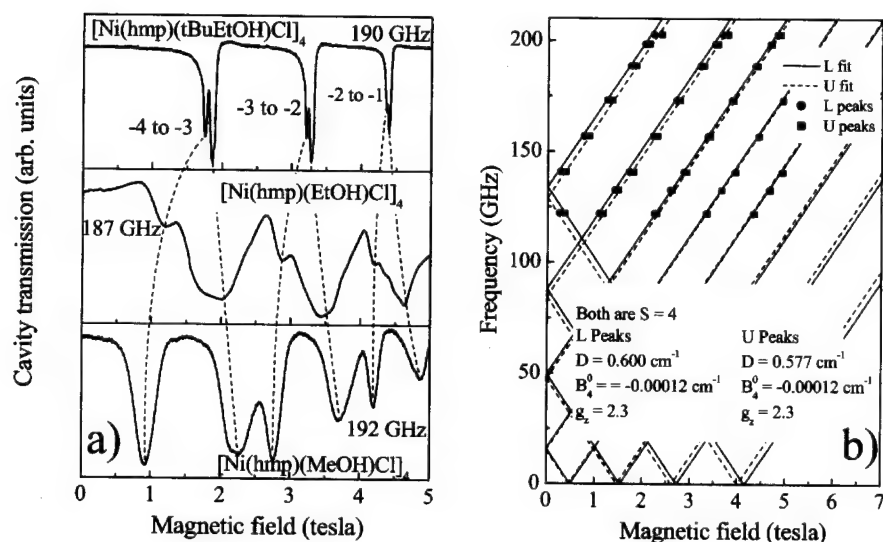 [Ni(hmp)(tBuEtOH)Cl]4
190 GHz
-4 to -3
-3 to -2
-2 to -1
[Ni(hmp)(EtOH)Cl]4
187 GHz
192 GHz
[Ni(hmp)(MeOH)Cl]
a)
Cavity transmission (arb. units)
0 1 2 3 4 5
Magnetic field (tesla)
Frequency (GHz)
200
150
100
50
0
L fit
U fit
L peaks
U peaks
Both are S = 4
L Peaks
D = 0.600 cm-1
B04 = = -0.00012 cm-1
gz = 2.3
U Peaks
D = 0.577 cm-1
B04 = -0.00012 cm-1
gz = 2.3
b)
0 1 2 3 4 5 6 7
Magnetic field (tesla)